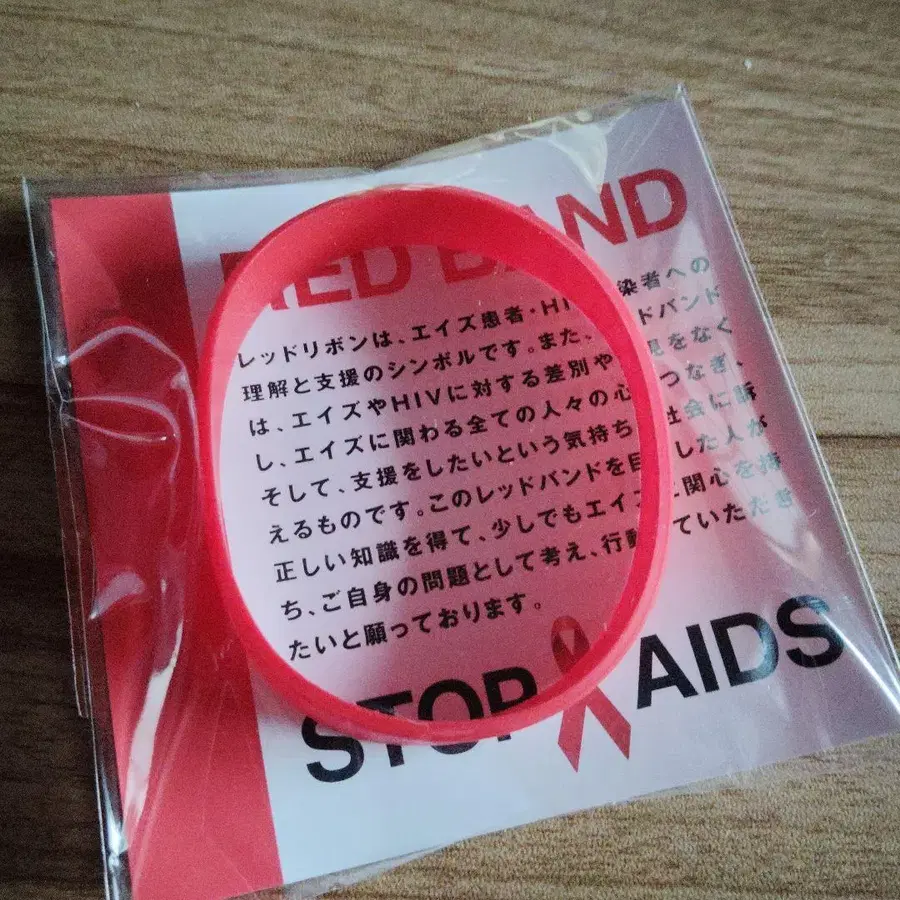 RED BAND
レッドリボンは、エイズ患者・HI 染者への
理解と支援のシンボルです。また、 ドバンド
は、エイズやHIVに対する差別や 見をなく
し、エイズに関わる全ての人々の心 つなぎ、
そして、支援をしたいという気持ち 社会に訴
えるものです。このレッドバンドを目 した人が
正しい知識を得て、少しでもエイズ に関心を持
ち、ご自身の問題として考え、行動 ていただき
たいと願っております。
STOP AIDS